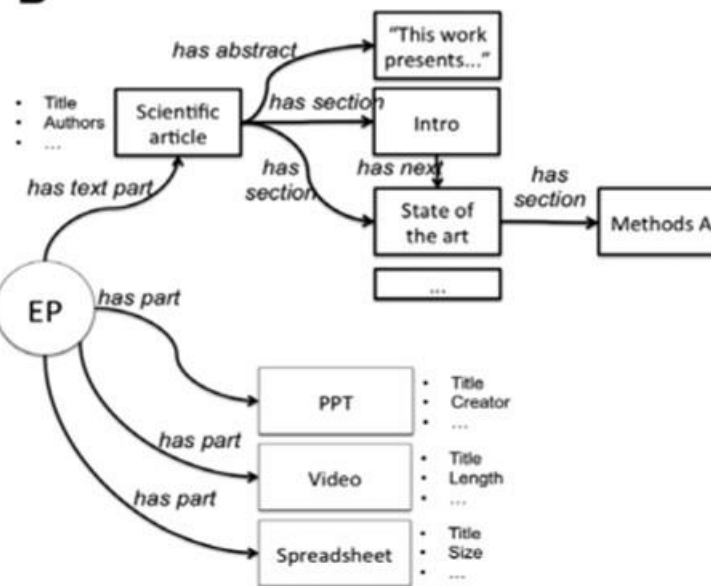 has abstract
"This work
presents..."
• Title
• Authors
• ...
Scientific
article
has section
Intro
has text part
has
section
has next
State of
the art
has
section
Methods A
...
EP
has part
PPT
• Title
• Creator
• ...
has part
Video
• Title
• Length
• ...
has part
Spreadsheet
• Title
• Size
• ...